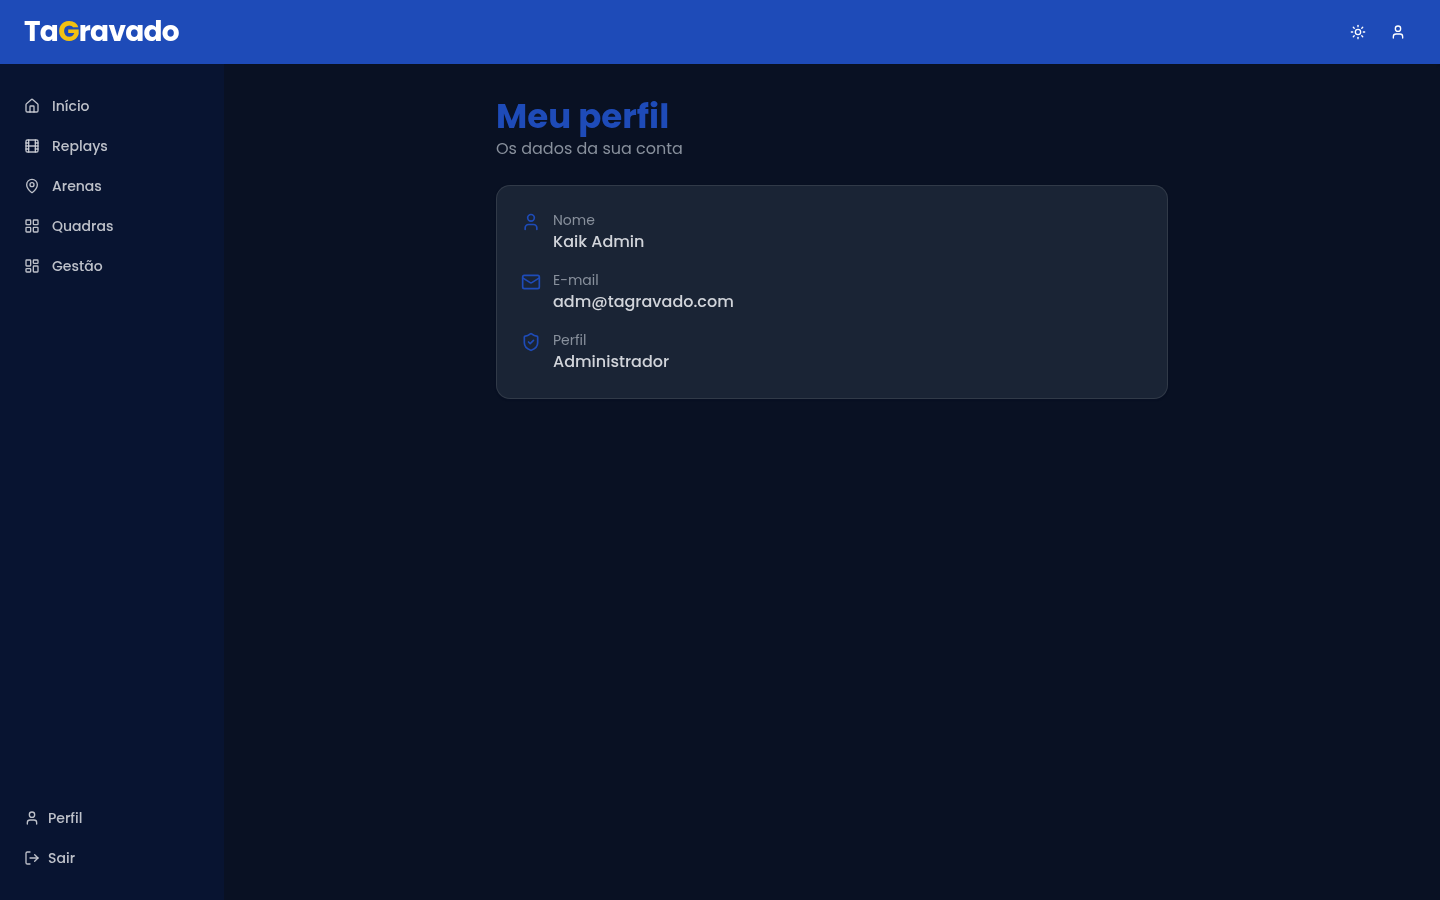 TaGravado
Início
Replays
Arenas
Quadras
Gestão
Perfil
Sair
Meu perfil
Os dados da sua conta
Nome
Kaik Admin
E-mail
adm@tagravado.com
Perfil
Administrador